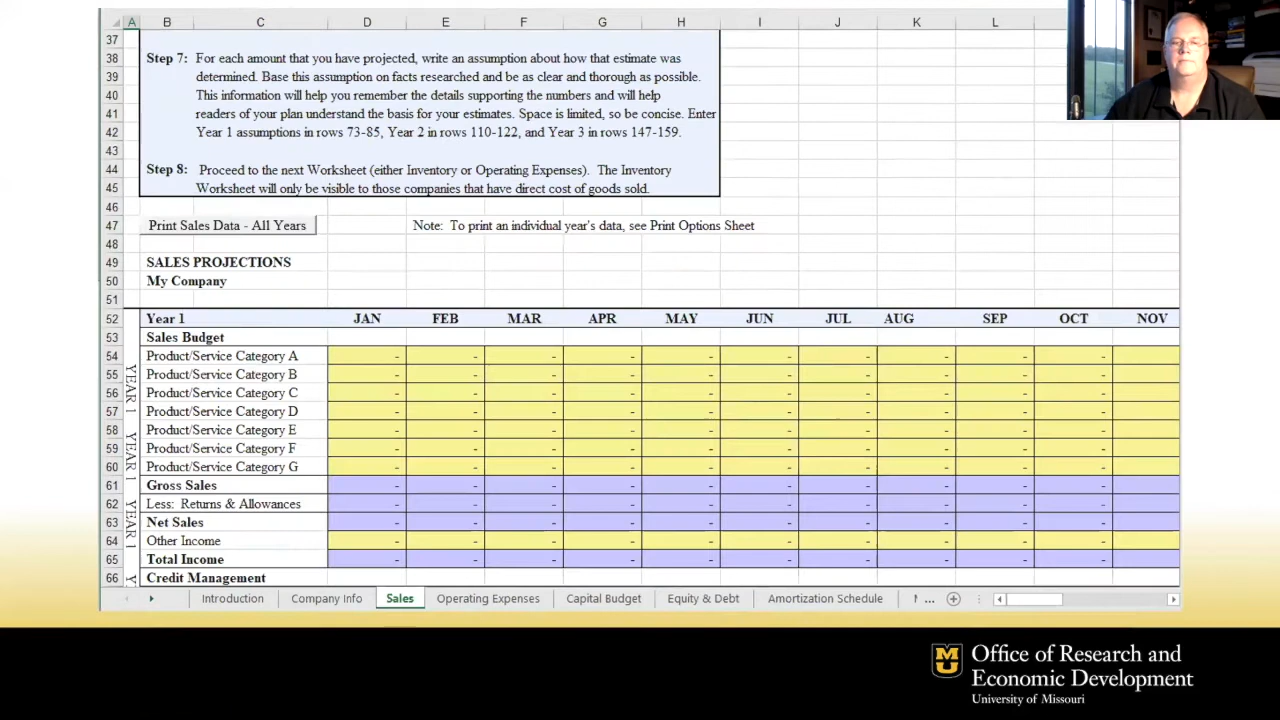 A B C D E F G H I J K L
37
38 Step 7: For each amount that you have projected, write an assumption about how that estimate was
39 determined. Base this assumption on facts researched and be as clear and thorough as possible.
40 This information will help you remember the details supporting the numbers and will help
41 readers of your plan understand the basis for your estimates. Space is limited, so be concise. Enter
42 Year 1 assumptions in rows 73-85, Year 2 in rows 110-122, and Year 3 in rows 147-159.
43
44 Step 8: Proceed to the next Worksheet (either Inventory or Operating Expenses). The Inventory
45 Worksheet will only be visible to those companies that have direct cost of goods sold.
46
47 Print Sales Data - All Years Note: To print an individual year's data, see Print Options Sheet
48
49 SALES PROJECTIONS
50 My Company
51
52 Year 1 JAN FEB MAR APR MAY JUN JUL AUG SEP OCT NOV
53 Sales Budget
54 Product/Service Category A - - - - - - - - - -
55 Product/Service Category B - - - - - - - - - -
56 Product/Service Category C - - - - - - - - - -
57 Product/Service Category D - - - - - - - - - -
58 Product/Service Category E - - - - - - - - - -
59 Product/Service Category F - - - - - - - - - -
60 Product/Service Category G - - - - - - - - - -
61 Gross Sales - - - - - - - - - -
62 Less: Returns & Allowances - - - - - - - - - -
63 Net Sales - - - - - - - - - -
64 Other Income - - - - - - - - - -
65 Total Income - - - - - - - - - -
66 Credit Management
YEAR 1 YEAR 1 YEAR 1 Y
Introduction Company Info Sales Operating Expenses Capital Budget Equity & Debt Amortization Schedule ...
MU Office of Research and
Economic Development
University of Missouri